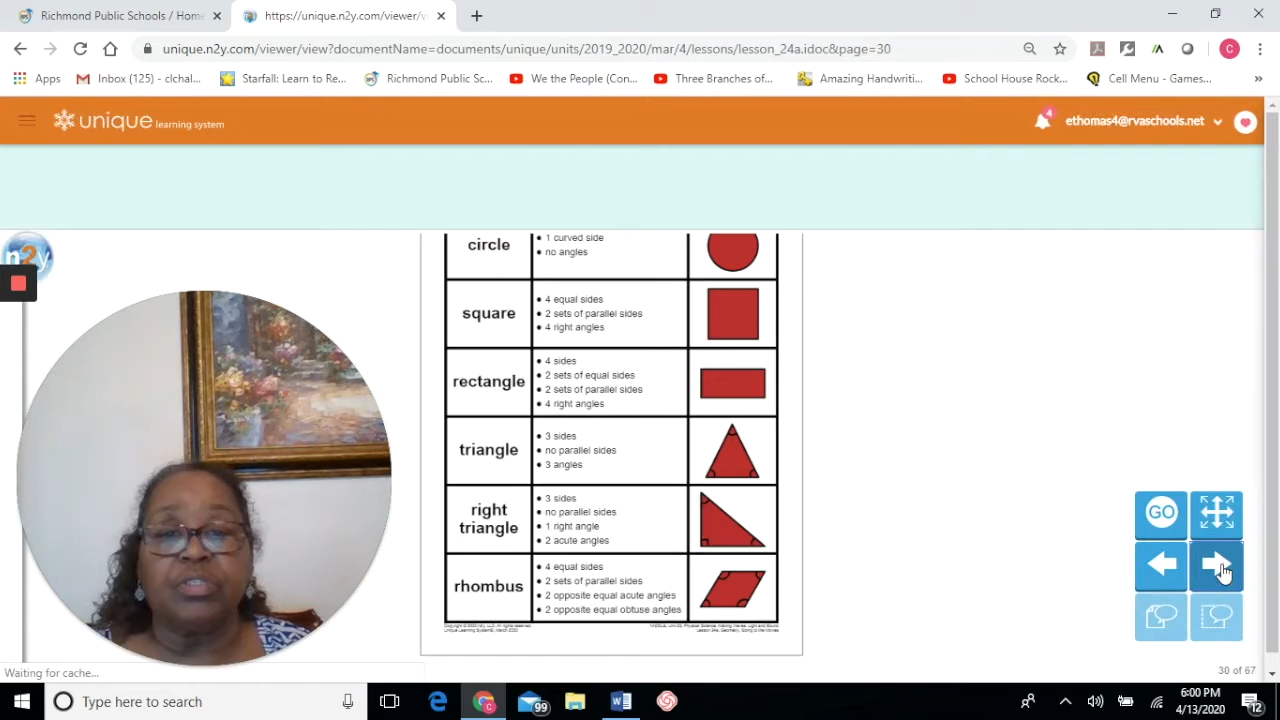 Richmond Public Schools / Home
https://unique.n2y.com/viewer/v
unique.n2y.com/viewer/view?documentName=documents/unique/units/2019_2020/mar/4/lessons/lesson_24a.idoc&page=30
C
Apps
Inbox (125) - clchal...
Starfall: Learn to Re...
Richmond Public Sc...
We the People (Con...
Three Branches of...
Amazing Handwriti...
School House Rock...
Cell Menu - Games...
»
unique learning system
4
ethomas4@rvaschools.net
n2y
circle
• 1 curved side
• no angles
square
• 4 equal sides
• 2 sets of parallel sides
• 4 right angles
rectangle
• 4 sides
• 2 sets of equal sides
• 2 sets of parallel sides
• 4 right angles
triangle
• 3 sides
• no parallel sides
• 3 angles
right
triangle
• 3 sides
• no parallel sides
• 1 right angle
• 2 acute angles
rhombus
• 4 equal sides
• 2 sets of parallel sides
• 2 opposite equal acute angles
• 2 opposite equal obtuse angles
GO
30 of 67
Waiting for cache...
Type here to search
99
6:00 PM
4/13/2020
12